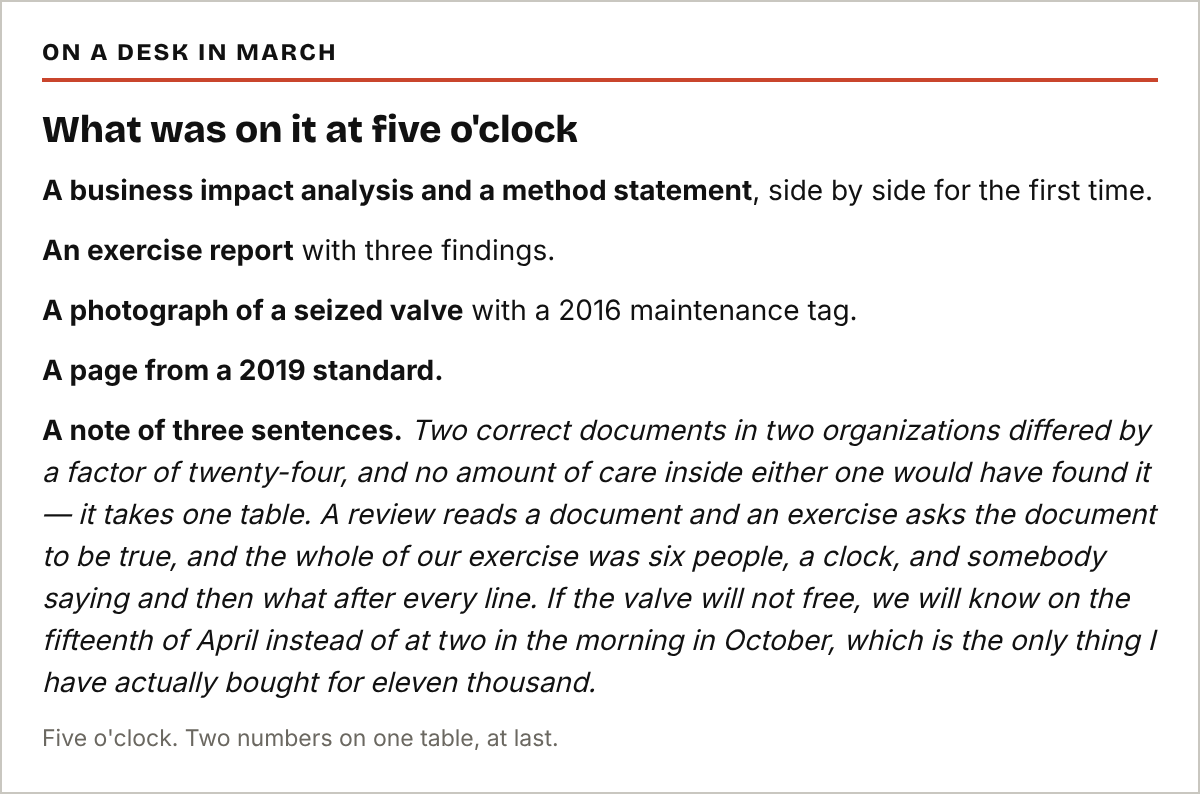 ON A DESK IN MARCH
What was on it at five o'clock
A business impact analysis and a method statement, side by side for the first time.
An exercise report with three findings.
A photograph of a seized valve with a 2016 maintenance tag.
A page from a 2019 standard.
A note of three sentences. Two correct documents in two organizations differed by
a factor of twenty-four, and no amount of care inside either one would have found it
— it takes one table. A review reads a document and an exercise asks the document
to be true, and the whole of our exercise was six people, a clock, and somebody
saying and then what after every line. If the valve will not free, we will know on the
fifteenth of April instead of at two in the morning in October, which is the only thing I
have actually bought for eleven thousand.
Five o'clock. Two numbers on one table, at last.